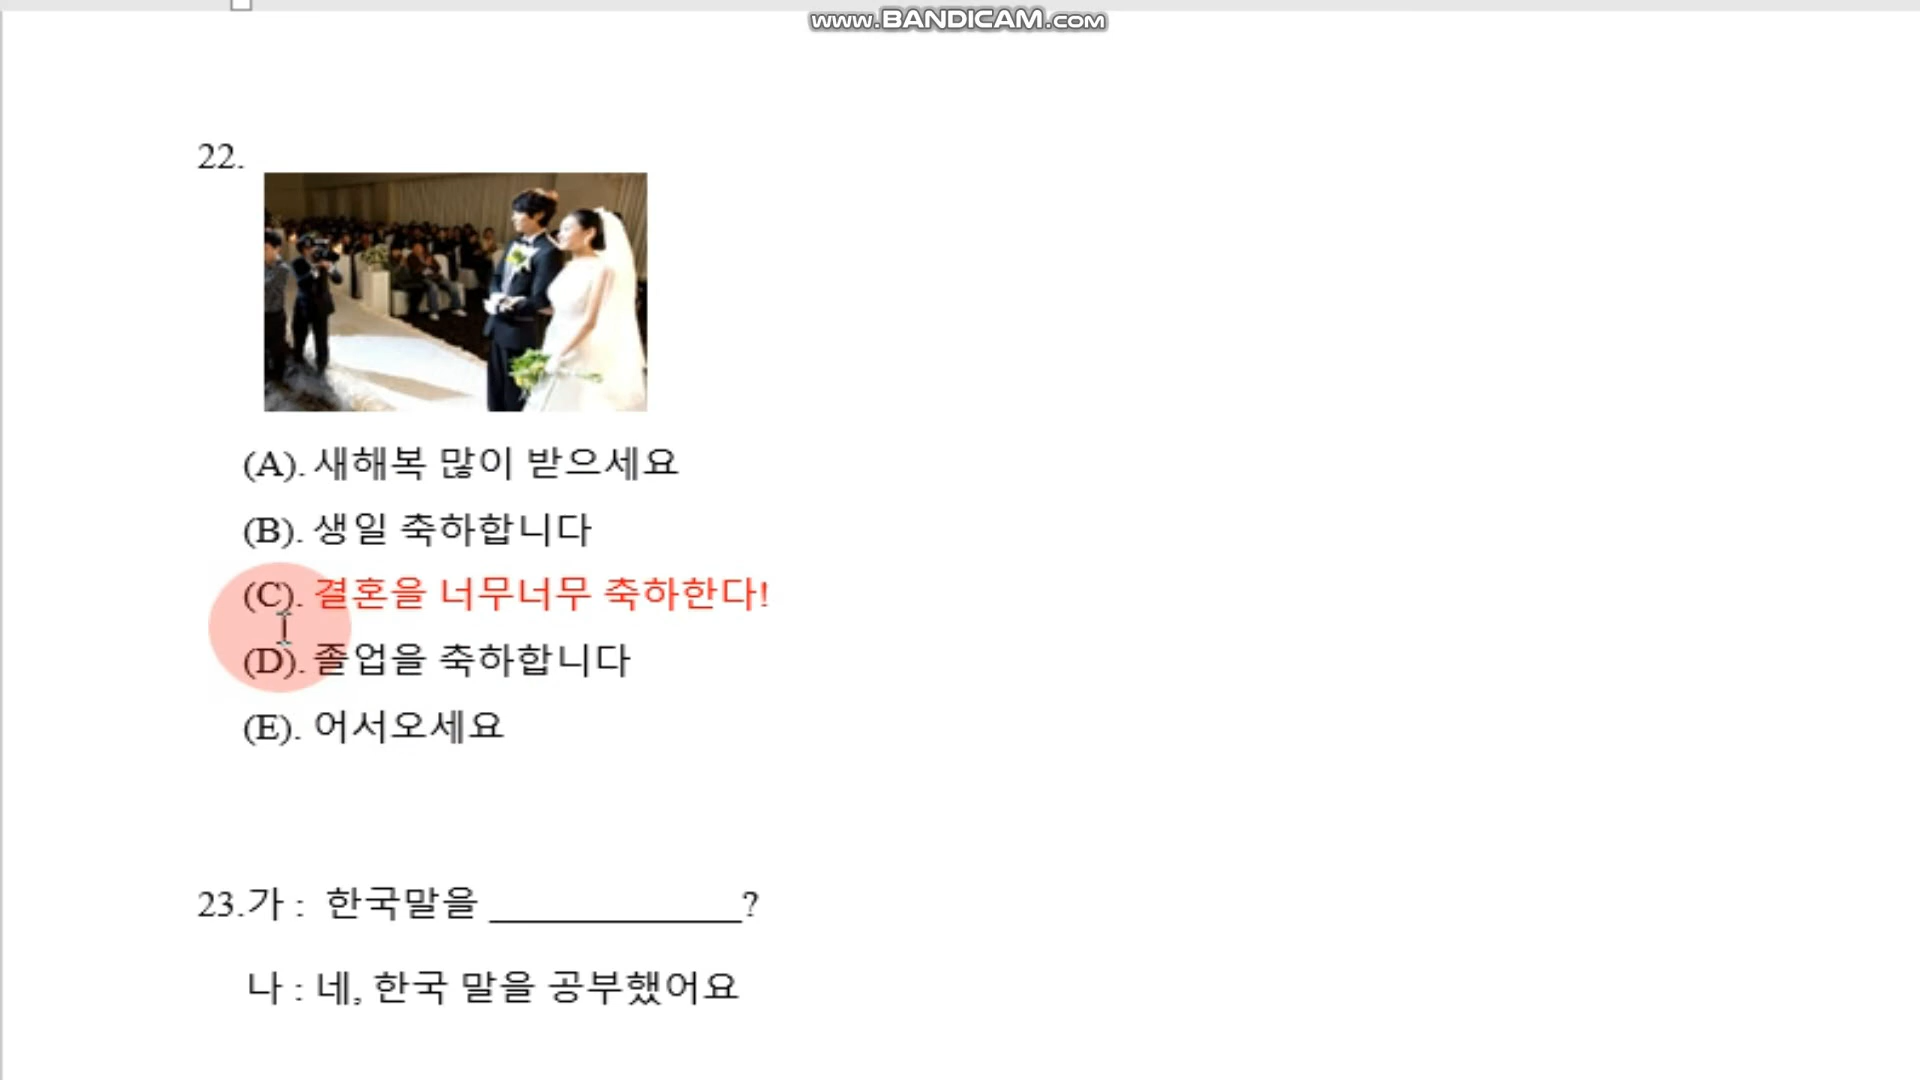 www.BANDICAM.com
22.
(A). 새해복 많이 받으세요
(B). 생일 축하합니다
(C). 결혼을 너무너무 축하한다!
(D). 졸업을 축하합니다
(E). 어서오세요
23.가 : 한국말을 _____________?
나 : 네, 한국 말을 공부했어요